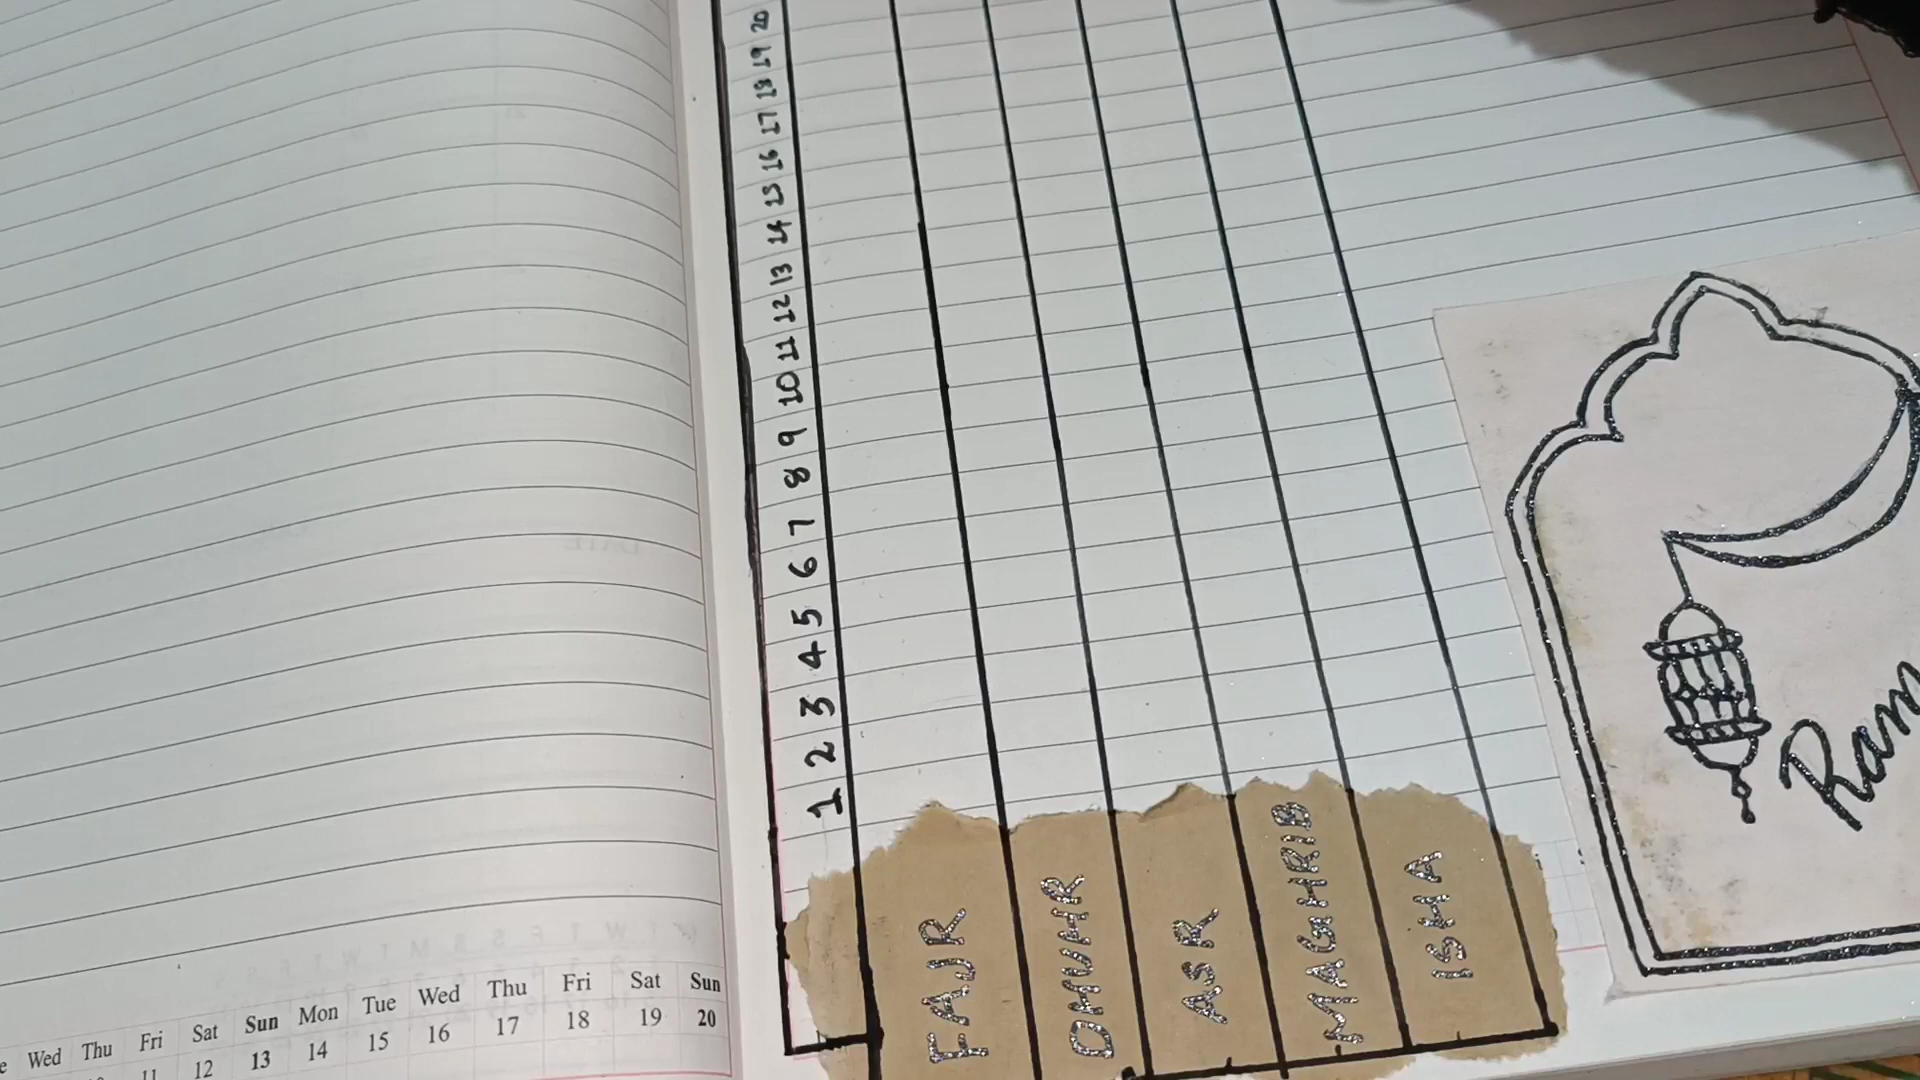 20
19
18
17
16
15
14
13
12
11
10
9
8
7
6
5
4
3
2
1
FAJR
DHUHR
ASR
MAGHRIB
ISHA
Ram
Wed Thu Fri Sat Sun Mon Tue Wed Thu Fri Sat Sun
11 12 13 14 15 16 17 18 19 20